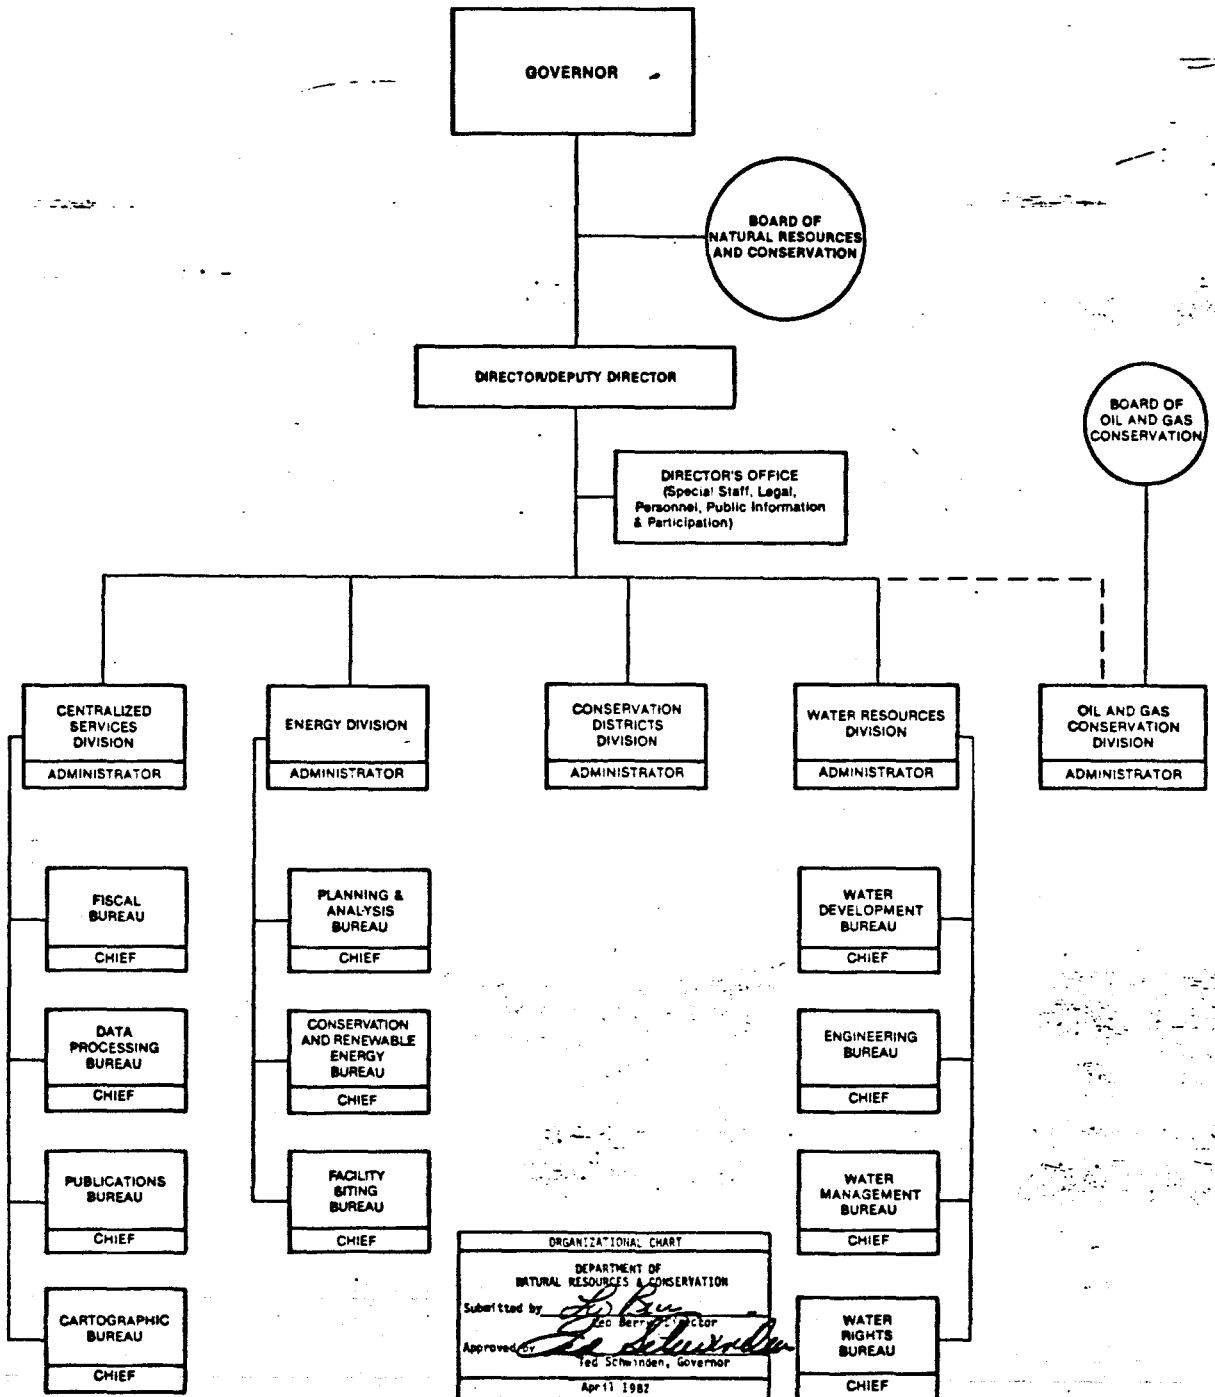 GOVERNOR
BOARD OF
NATURAL RESOURCES
AND CONSERVATION
DIRECTOR/DEPUTY DIRECTOR
BOARD OF
OIL AND GAS
CONSERVATION
DIRECTOR'S OFFICE
(Special Staff, Legal,
Personnel, Public Information
& Participation)
CENTRALIZED
SERVICES
DIVISION
ADMINISTRATOR
ENERGY DIVISION
ADMINISTRATOR
CONSERVATION
DISTRICTS
DIVISION
ADMINISTRATOR
WATER RESOURCES
DIVISION
ADMINISTRATOR
OIL AND GAS
CONSERVATION
DIVISION
ADMINISTRATOR
FISCAL
BUREAU
CHIEF
PLANNING &
ANALYSIS
BUREAU
CHIEF
WATER
DEVELOPMENT
BUREAU
CHIEF
DATA
PROCESSING
BUREAU
CHIEF
CONSERVATION
AND RENEWABLE
ENERGY
BUREAU
CHIEF
ENGINEERING
BUREAU
CHIEF
PUBLICATIONS
BUREAU
CHIEF
FACILITY
SITING
BUREAU
CHIEF
WATER
MANAGEMENT
BUREAU
CHIEF
CARTOGRAPHIC
BUREAU
CHIEF
ORGANIZATIONAL CHART
DEPARTMENT OF
NATURAL RESOURCES & CONSERVATION
Submitted by
Leo Berry, Director
Approved by Ted Schwinden
Ted Schwinden, Governor
April 1982
WATER
RIGHTS
BUREAU
CHIEF